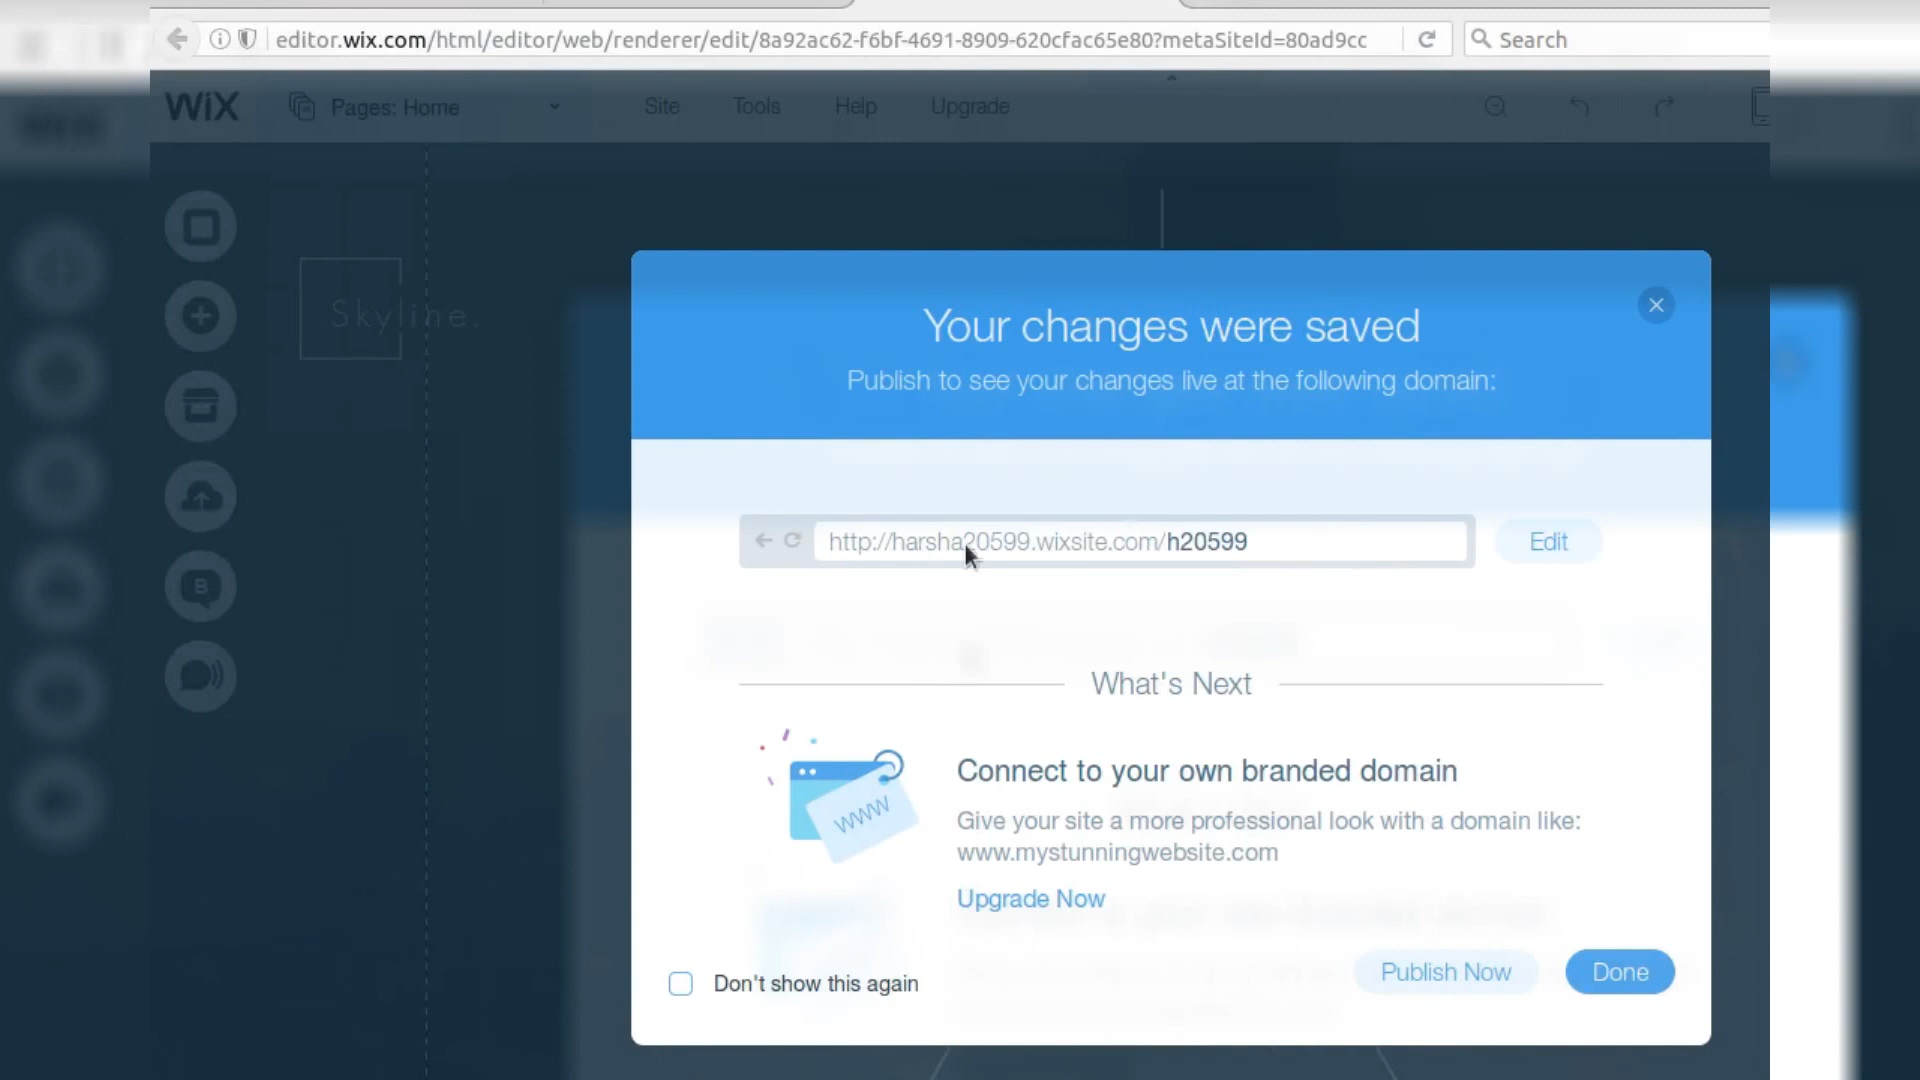 editor.wix.com/html/editor/web/renderer/edit/8a92ac62-f6bf-4691-8909-620cfac65e80?metaSiteId=80ad9cc
Search
WiX
Pages: Home
Site
Tools
Help
Upgrade
Skyline.
Your changes were saved
Publish to see your changes live at the following domain:
http://harsha20599.wixsite.com/h20599
Edit
What's Next
WWW
Connect to your own branded domain
Give your site a more professional look with a domain like:
www.mystunningwebsite.com
Upgrade Now
Don't show this again
Publish Now
Done
B